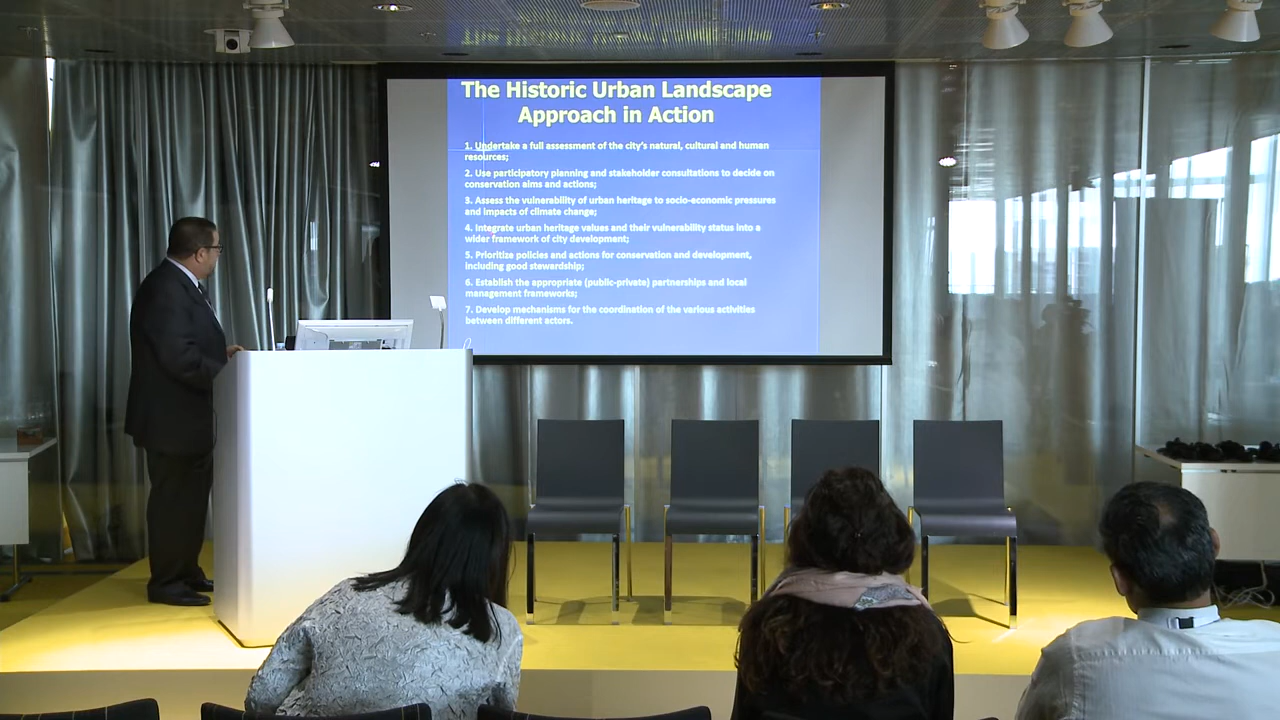 The Historic Urban Landscape
Approach in Action
1. Undertake a full assessment of the city's natural, cultural and human
resources;
2. Use participatory planning and stakeholder consultations to decide on
conservation aims and actions;
3. Assess the vulnerability of urban heritage to socio-economic pressures
and impacts of climate change;
4. Integrate urban heritage values and their vulnerability status into a
wider framework of city development;
5. Prioritize policies and actions for conservation and development,
including good stewardship;
6. Establish the appropriate (public-private) partnerships and local
management frameworks;
7. Develop mechanisms for the coordination of the various activities
between different actors.